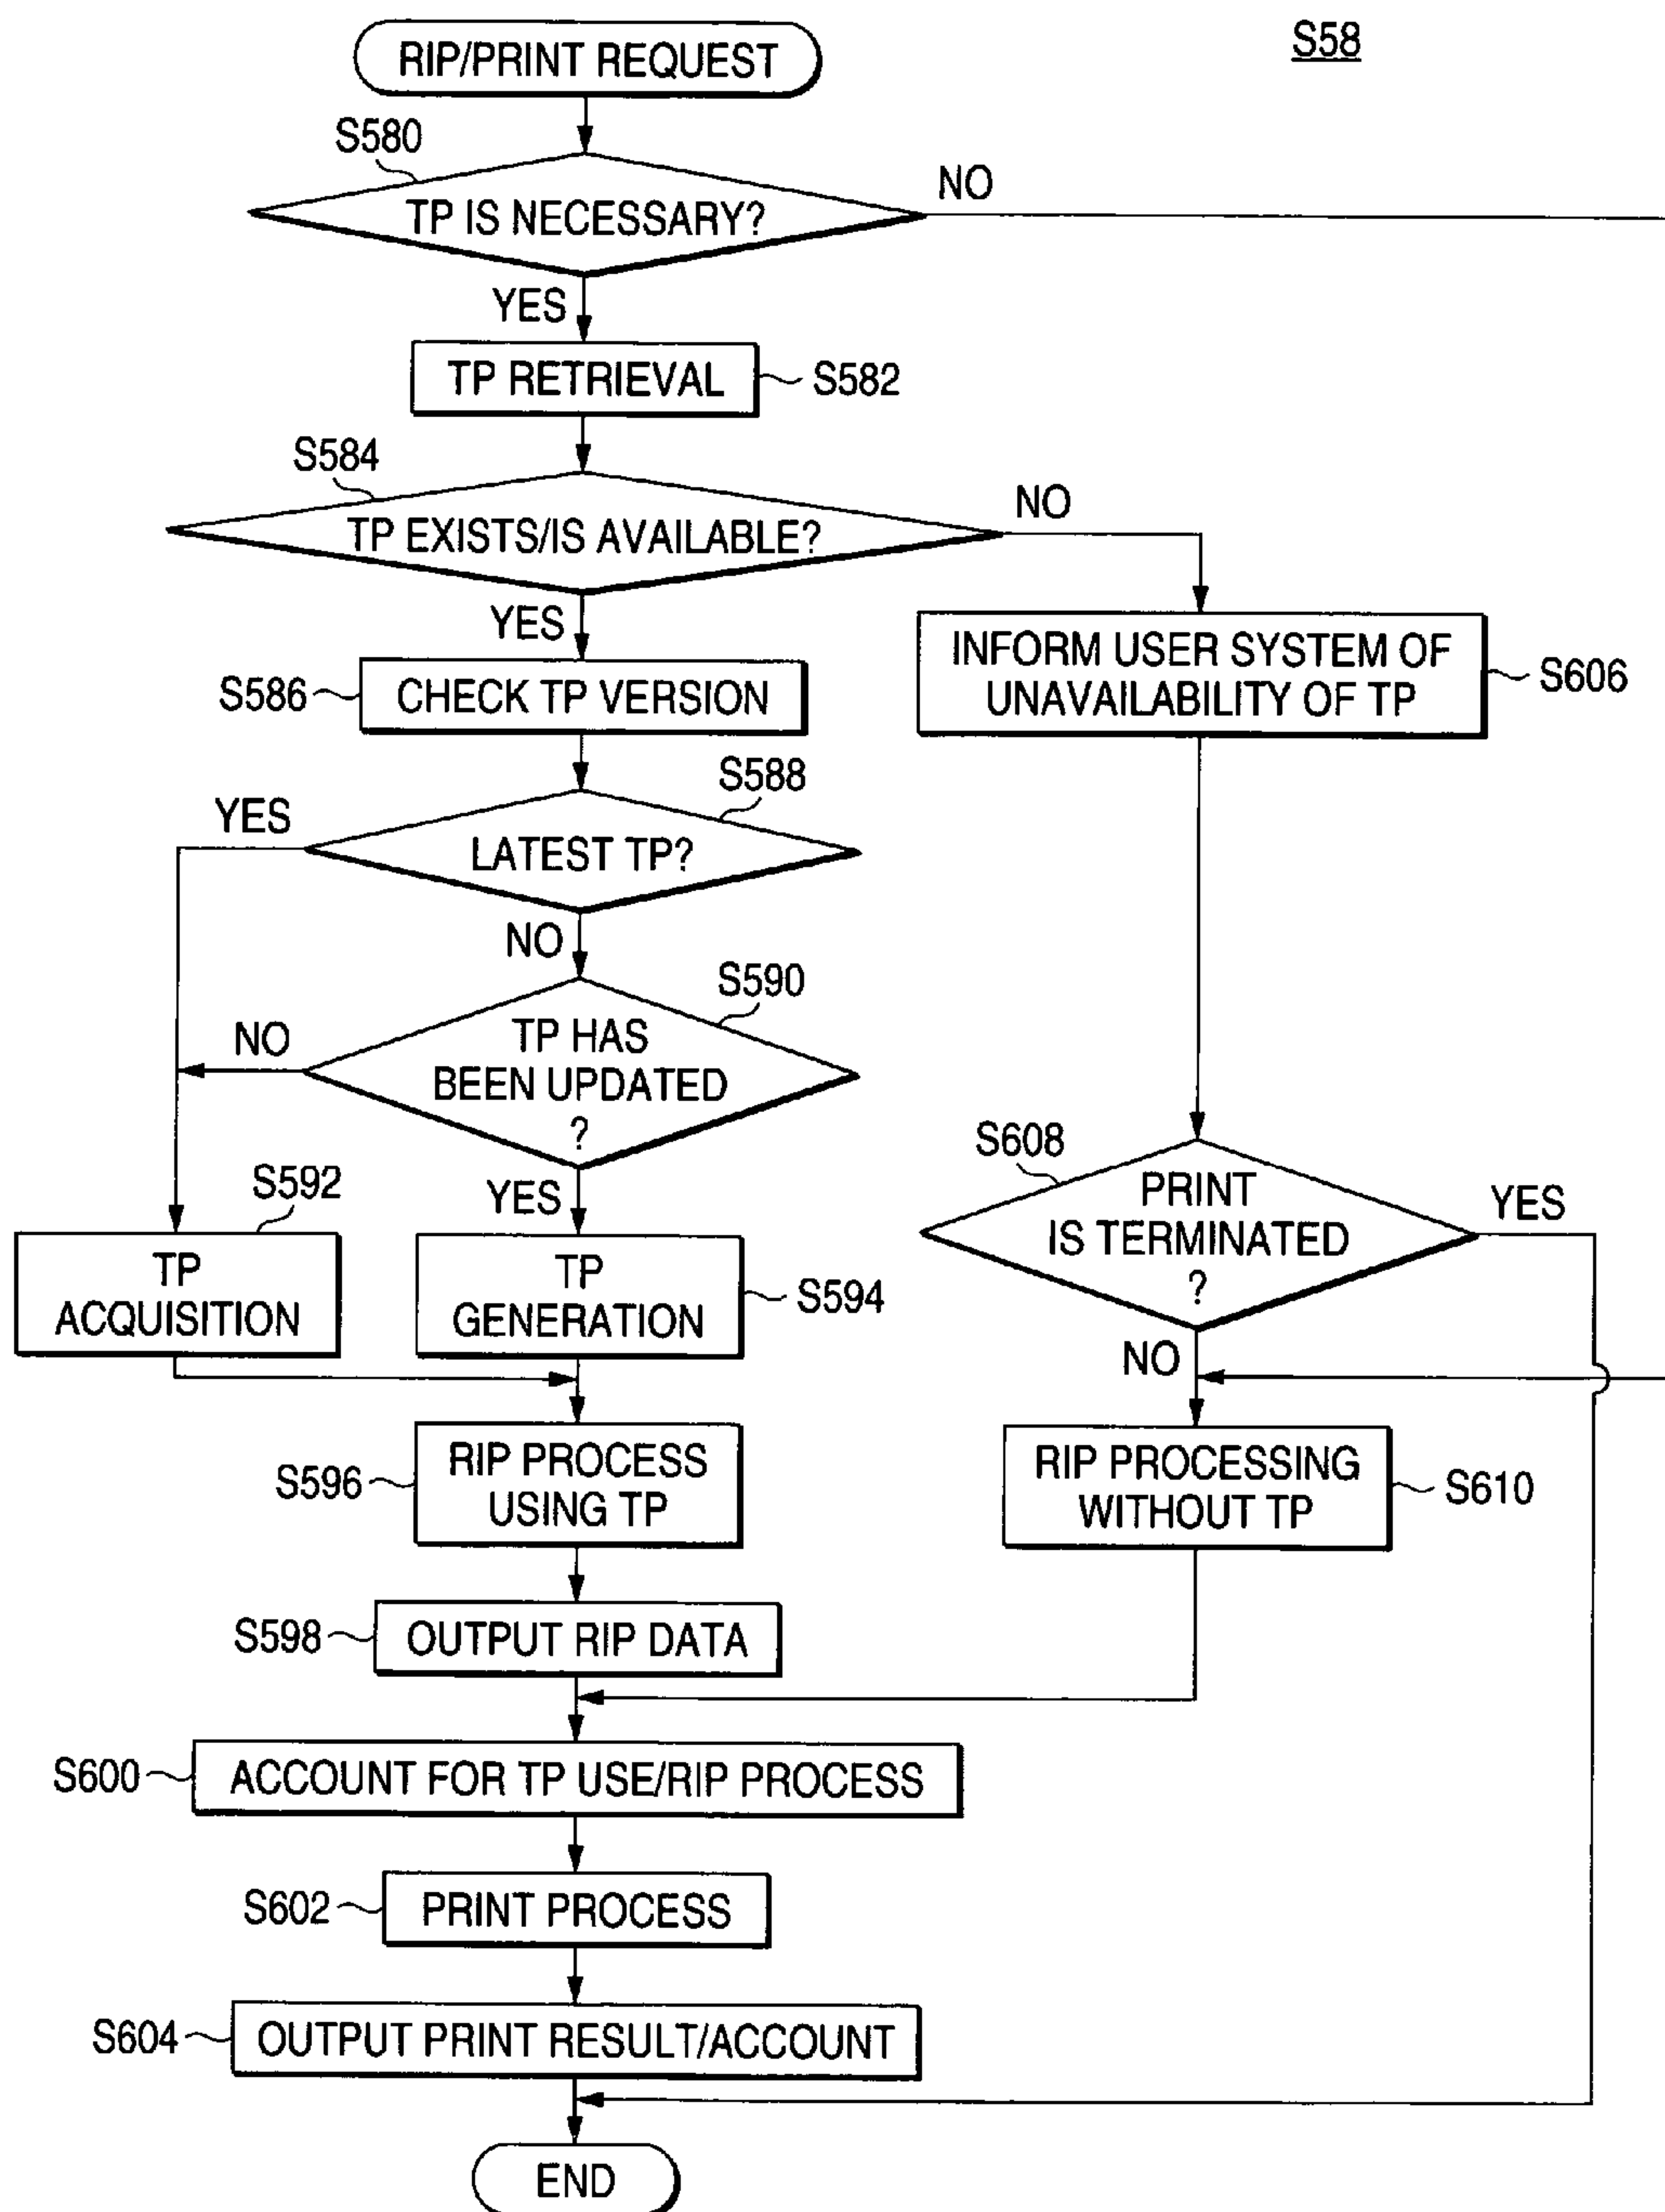 S58
RIP/PRINT REQUEST
S580
TP IS NECESSARY?
NO
YES
TP RETRIEVAL
S582
S584
TP EXISTS/IS AVAILABLE?
NO
YES
INFORM USER SYSTEM OF
UNAVAILABILITY OF TP
S606
S586
CHECK TP VERSION
S588
YES
LATEST TP?
NO
S590
NO
TP HAS
BEEN UPDATED
?
S608
PRINT
IS TERMINATED
?
YES
S592
YES
TP
ACQUISITION
TP
GENERATION
S594
NO
S596
RIP PROCESS
USING TP
RIP PROCESSING
WITHOUT TP
S610
S598
OUTPUT RIP DATA
S600
ACCOUNT FOR TP USE/RIP PROCESS
S602
PRINT PROCESS
S604
OUTPUT PRINT RESULT/ACCOUNT
END